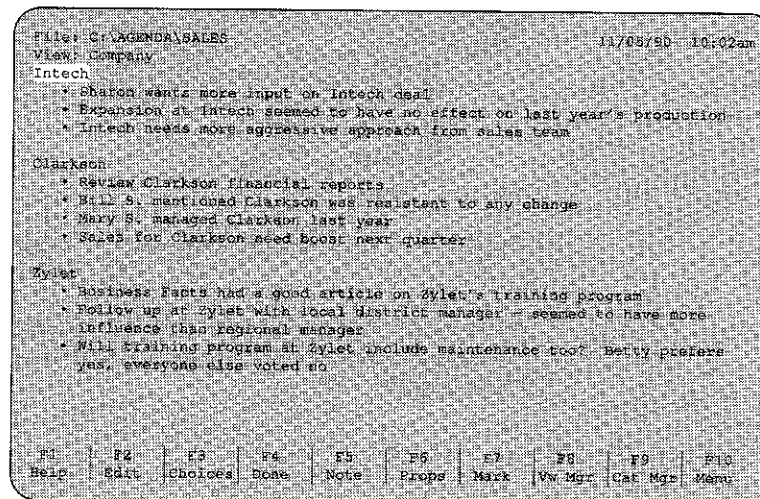 File: C:\AGENDA\SALES 11/05/90 10:02am
View: Company
Intech
• Sharon wants more input on Intech deal
• Expansion at Intech seemed to have no effect on last year's production
• Intech needs more aggressive approach from sales team
Clarkson
• Review Clarkson financial reports
• Bill S. mentioned Clarkson was resistant to any change
• Mary S. managed Clarkson last year
• Sales for Clarkson need boost next quarter
Zylet
• Business Facts had a good article on Zylet's training program
• Follow up at Zylet with local district manager - seemed to have more
influence than regional manager
• Will training program at Zylet include maintenance too? Betty prefers
yes, everyone else voted no
F1 F2 F3 F4 F5 F6 F7 F8 F9 F10
Help Edit Choices Done Note Props Mark Vw Mgr Cat Mgr Menu